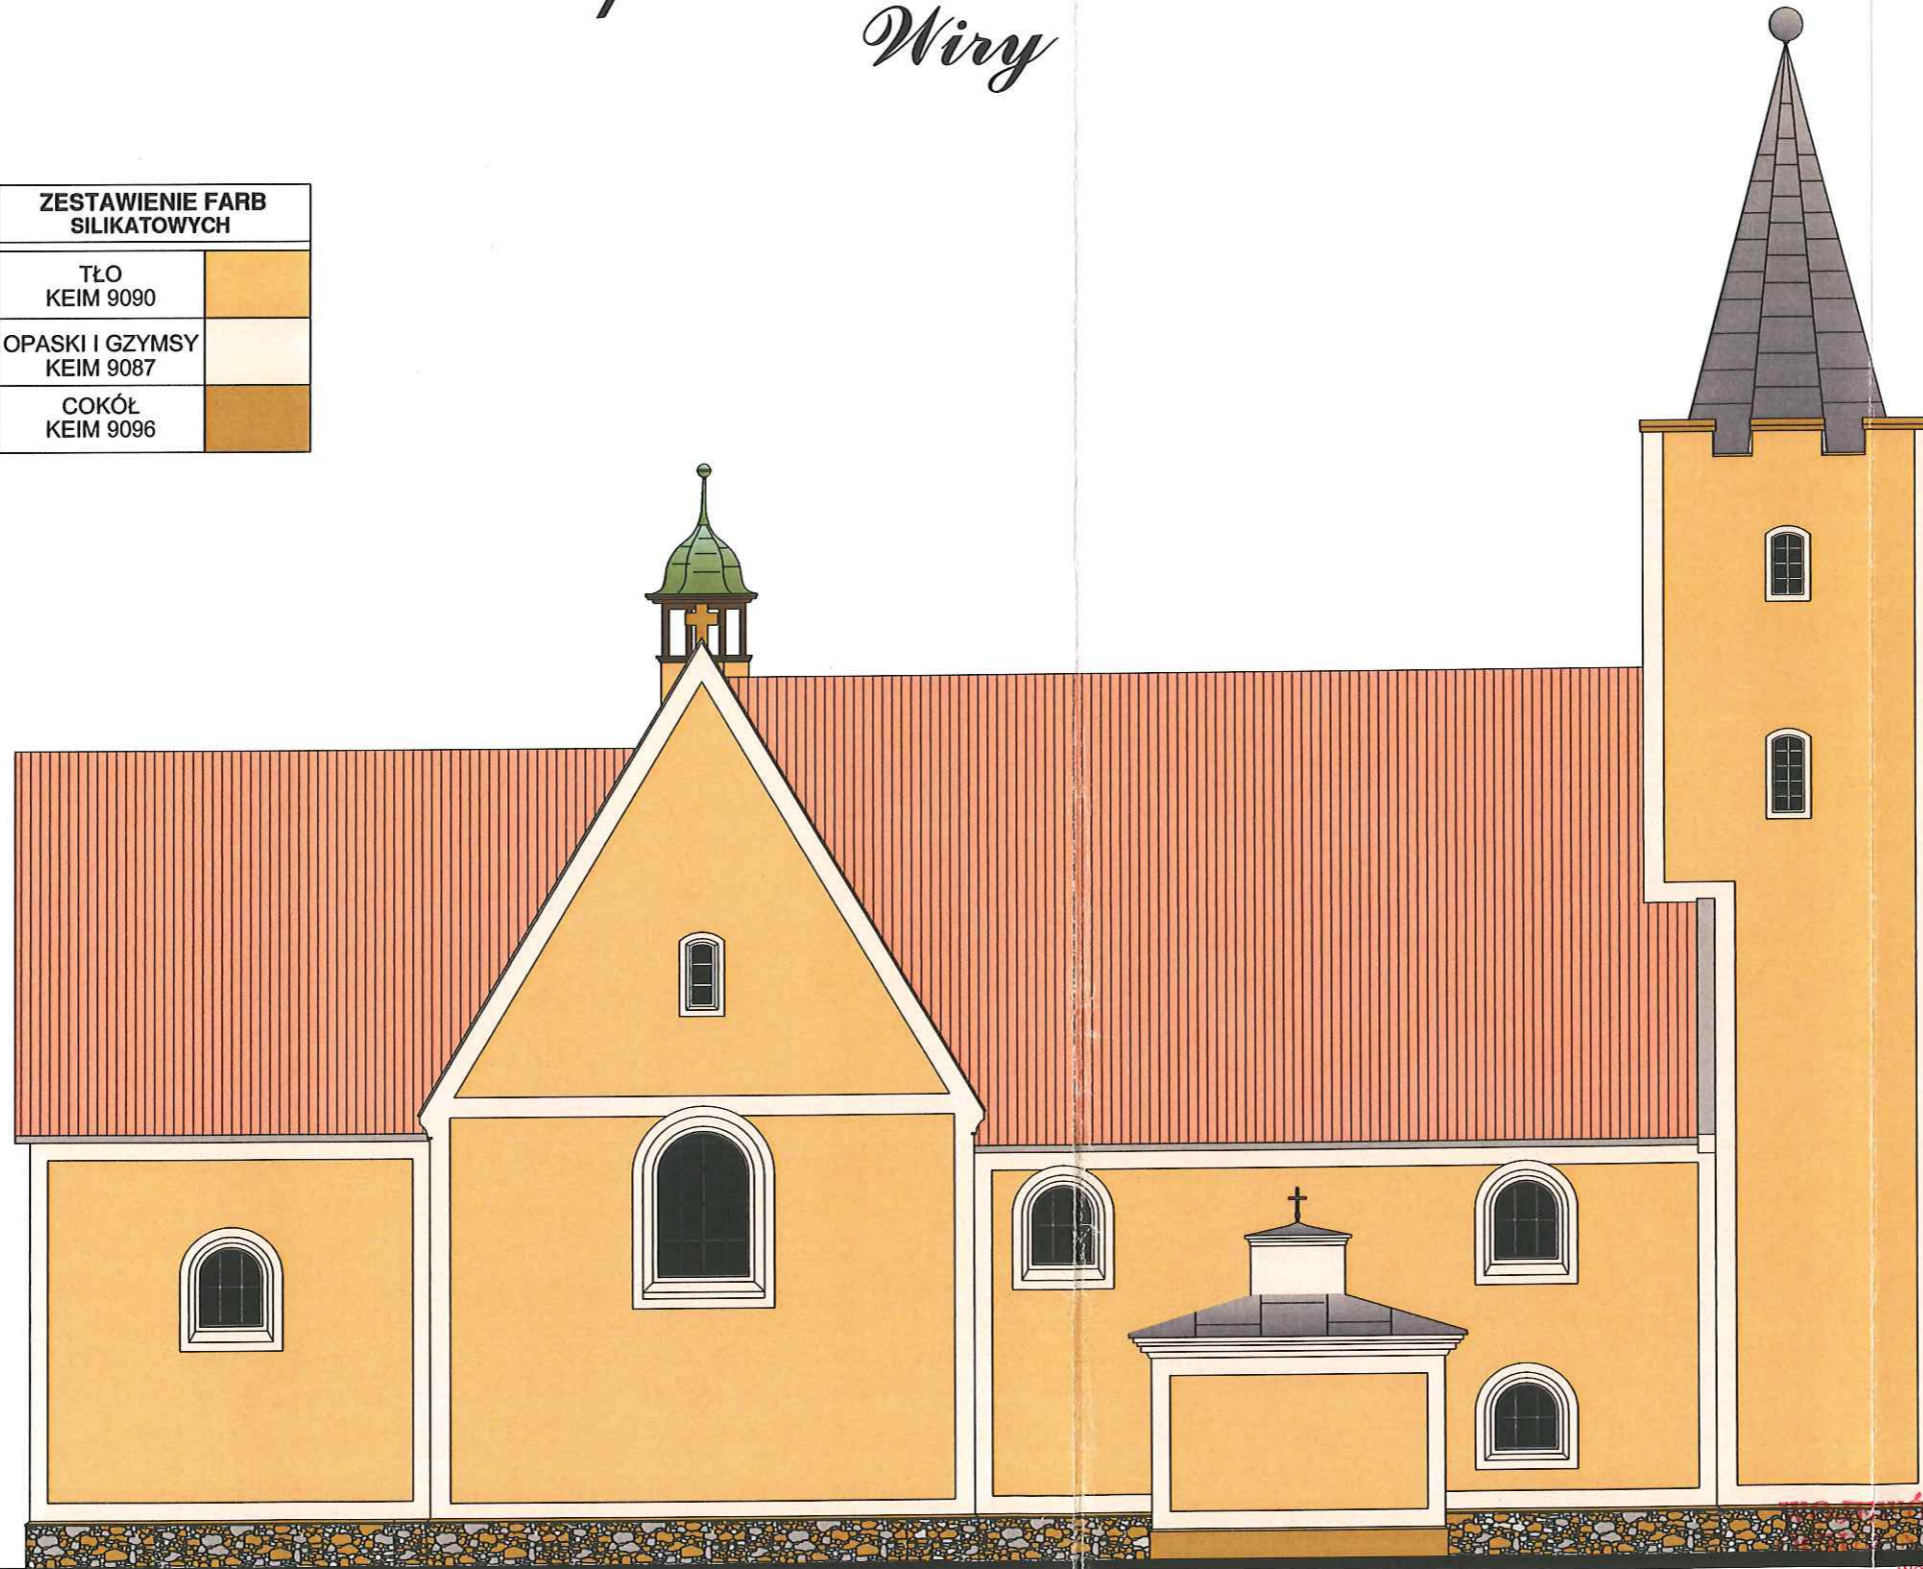 Wiry
ZESTAWIENIE FARB
SILIKATOWYCH
TŁO
KEIM 9090
OPASKI I GZYMSY
KEIM 9087
COKÓŁ
KEIM 9096